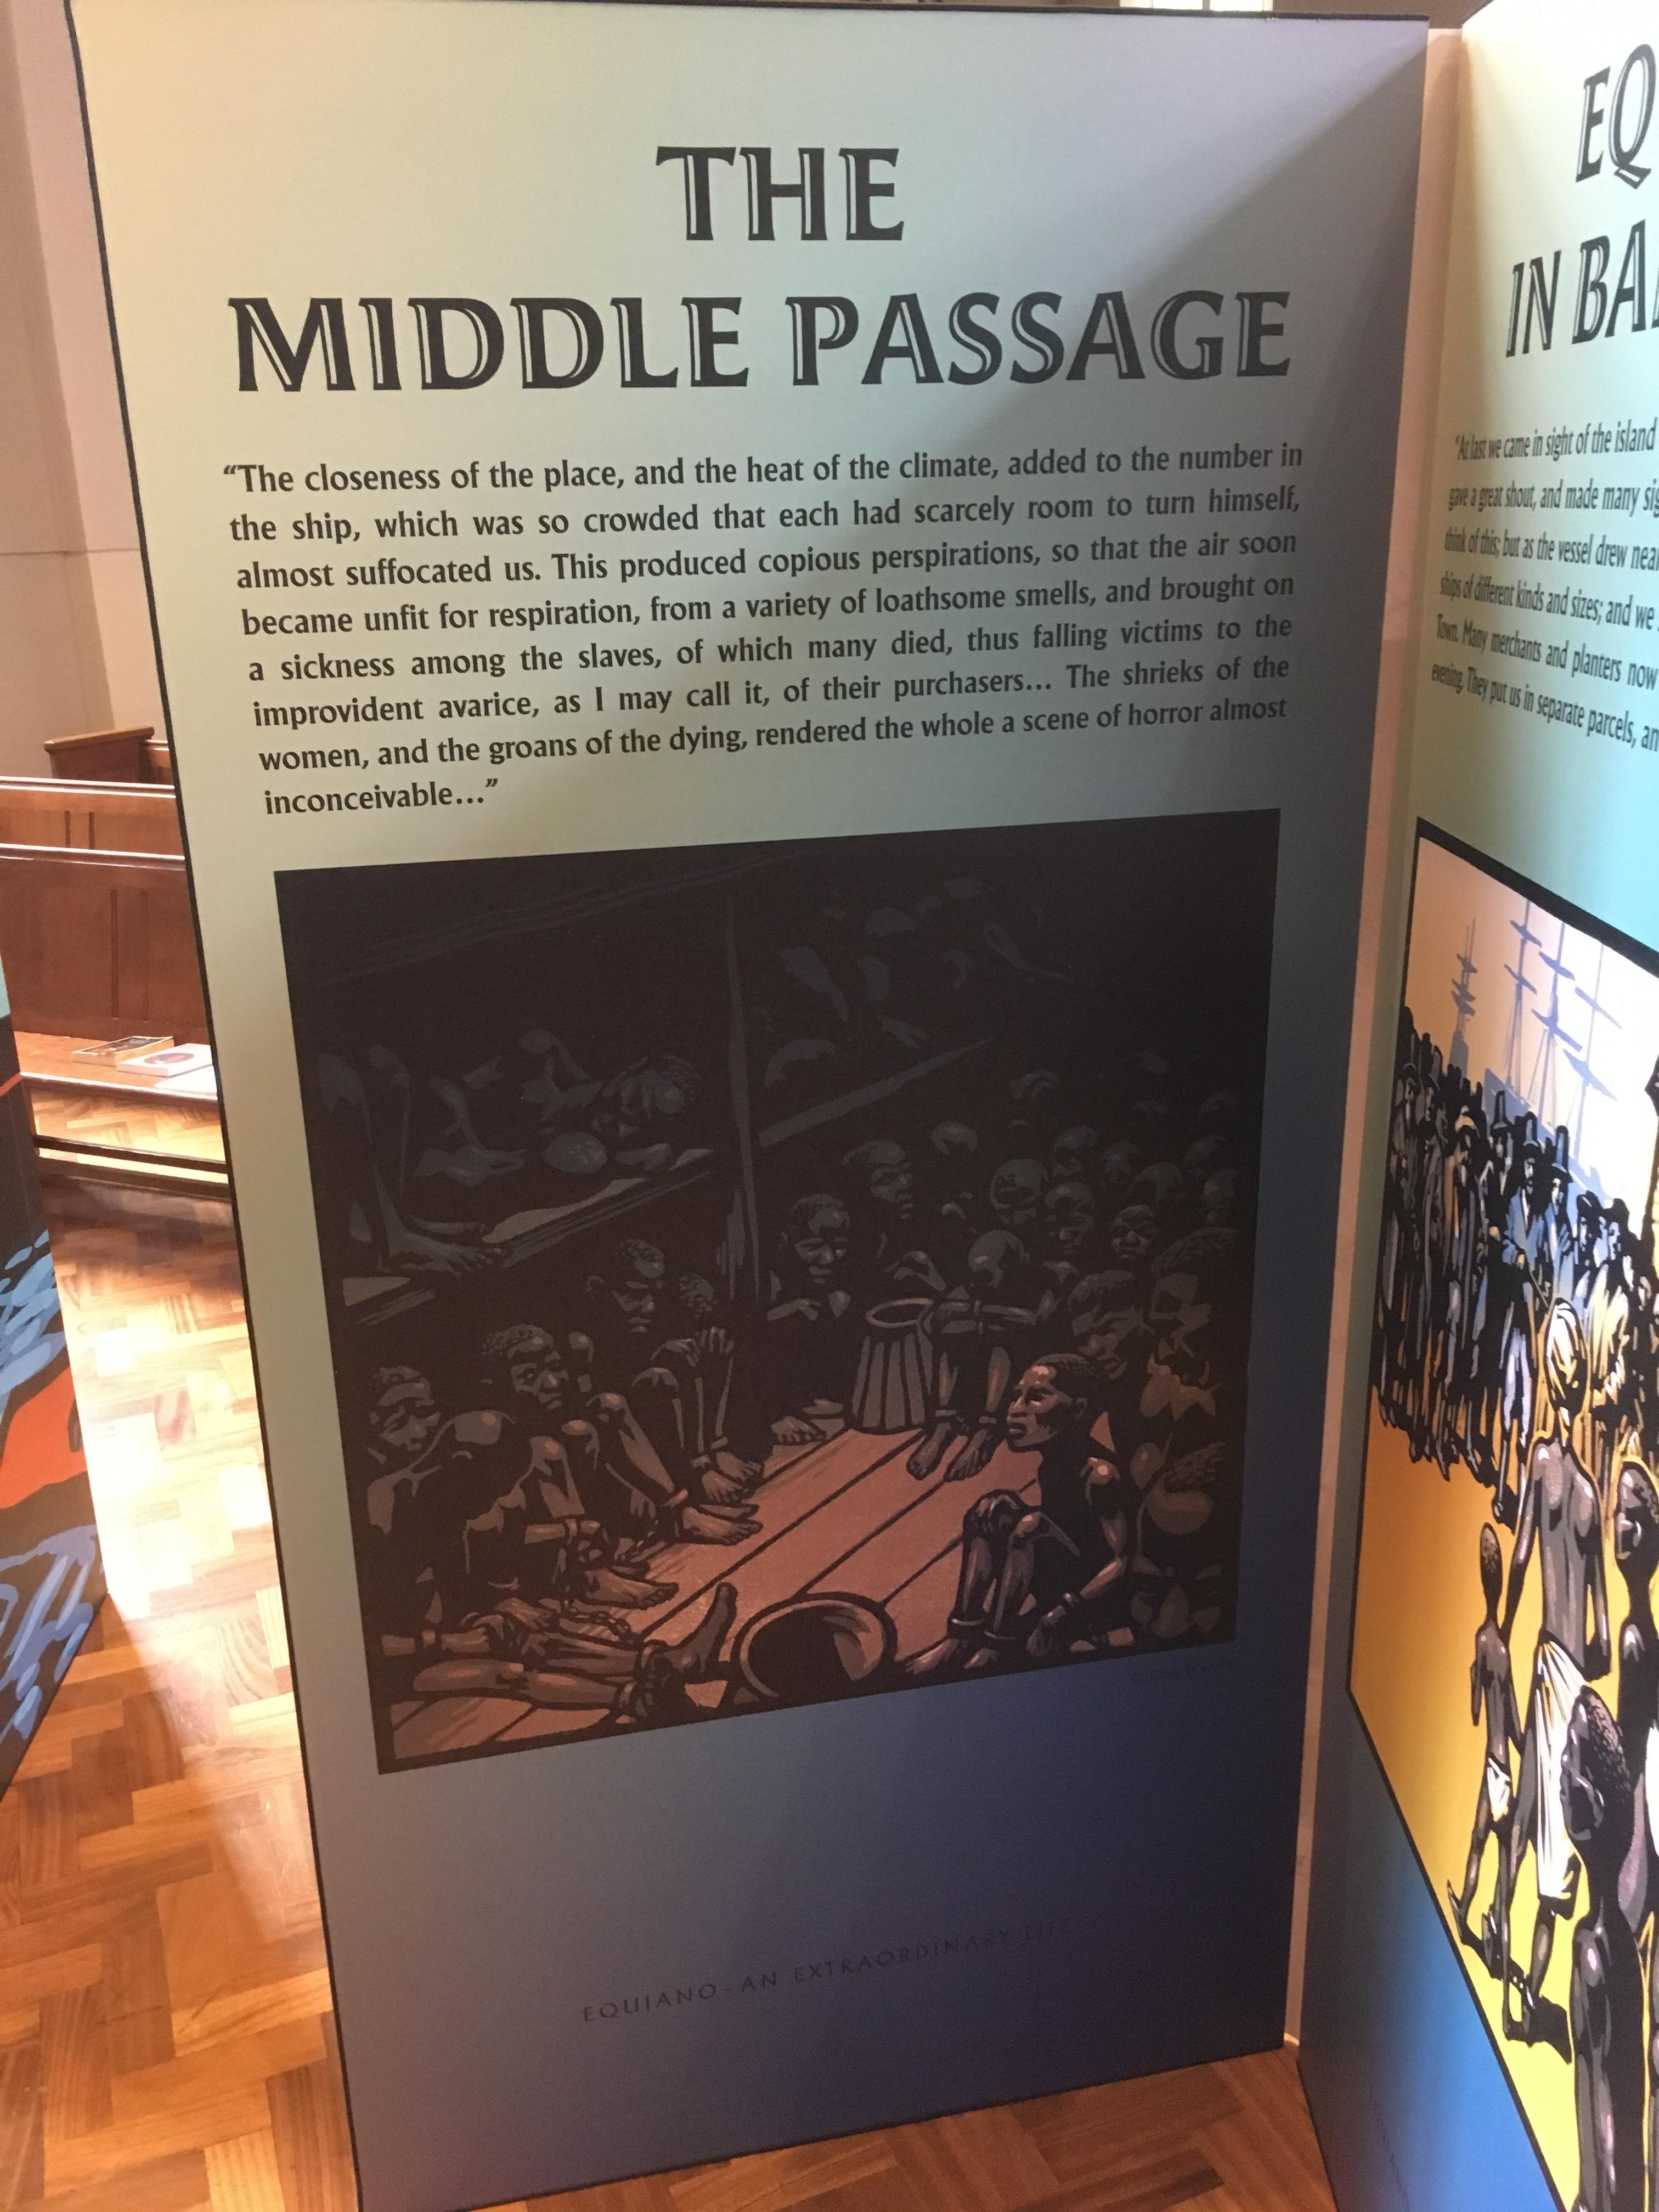 THE
MIDDLE PASSAGE
“The closeness of the place, and the heat of the climate, added to the number in
the ship, which was so crowded that each had scarcely room to turn himself,
almost suffocated us. This produced copious perspirations, so that the air soon
became unfit for respiration, from a variety of loathsome smells, and brought on
a sickness among the slaves, of which many died, thus falling victims to the
improvident avarice, as I may call it, of their purchasers... The shrieks of the
women, and the groans of the dying, rendered the whole a scene of horror almost
inconceivable...”
EQUIANO - AN EXTRAORDINARY LIFE
EQ
IN BA
“At last we came in sight of the island
gave a great shout, and made many
think of this; but as the vessel drew
ships of different kinds and sizes; and we
Town. Many merchants and planters now
evening. They put us in separate parcels,